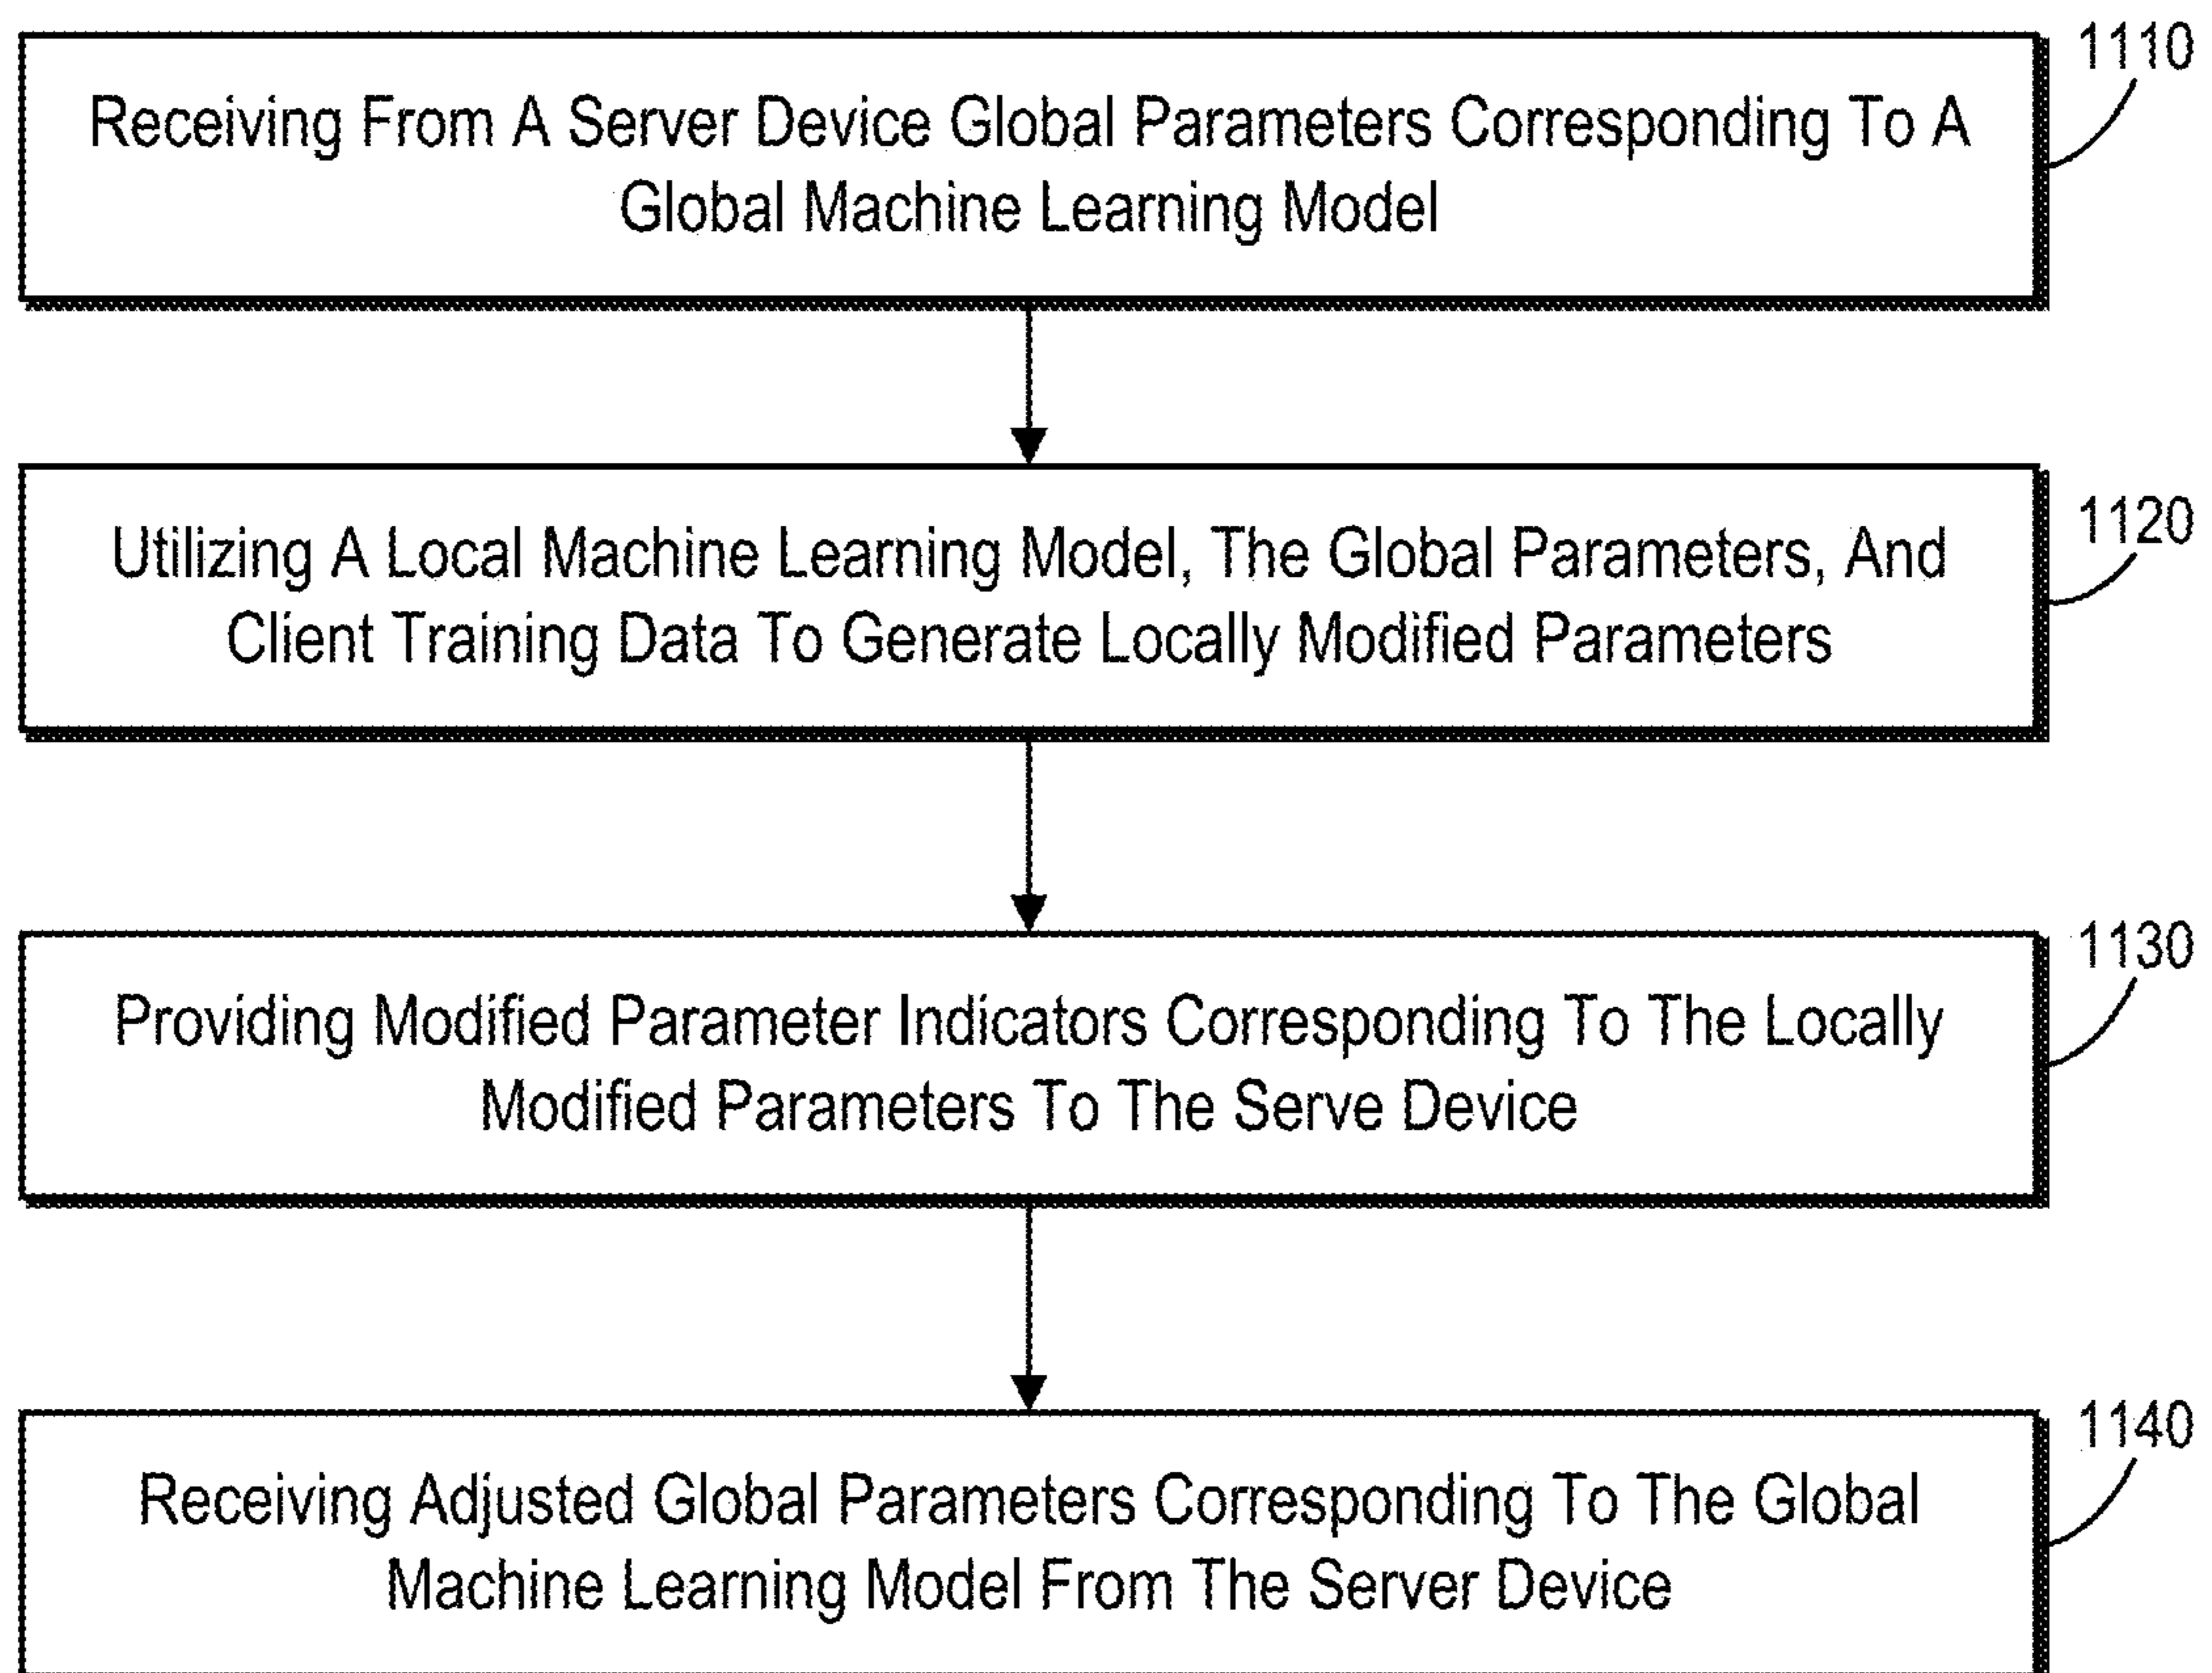 1110
Receiving From A Server Device Global Parameters Corresponding To A
Global Machine Learning Model
1120
Utilizing A Local Machine Learning Model, The Global Parameters, And
Client Training Data To Generate Locally Modified Parameters
1130
Providing Modified Parameter Indicators Corresponding To The Locally
Modified Parameters To The Serve Device
1140
Receiving Adjusted Global Parameters Corresponding To The Global
Machine Learning Model From The Server Device